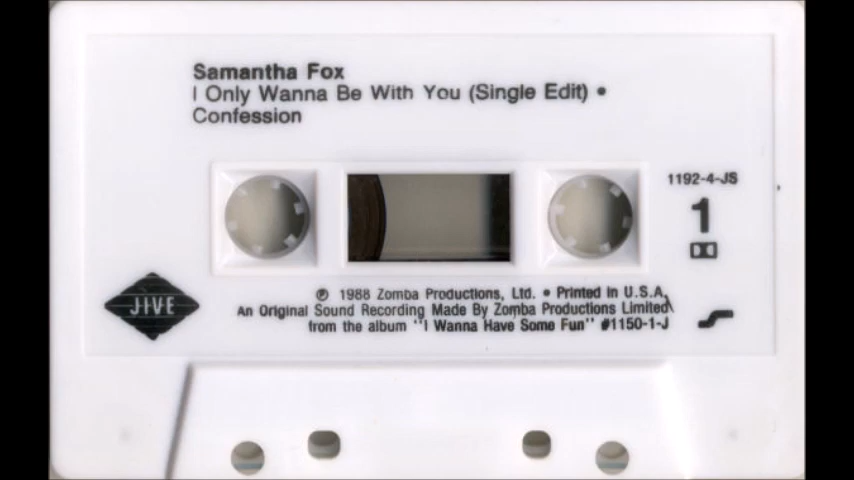 Samantha Fox
I Only Wanna Be With You (Single Edit) •
Confession
1192-4-JS
1
JIVE
℗ 1988 Zomba Productions, Ltd. • Printed In U.S.A.
An Original Sound Recording Made By Zomba Productions Limited
from the album "I Wanna Have Some Fun" #1150-1-J